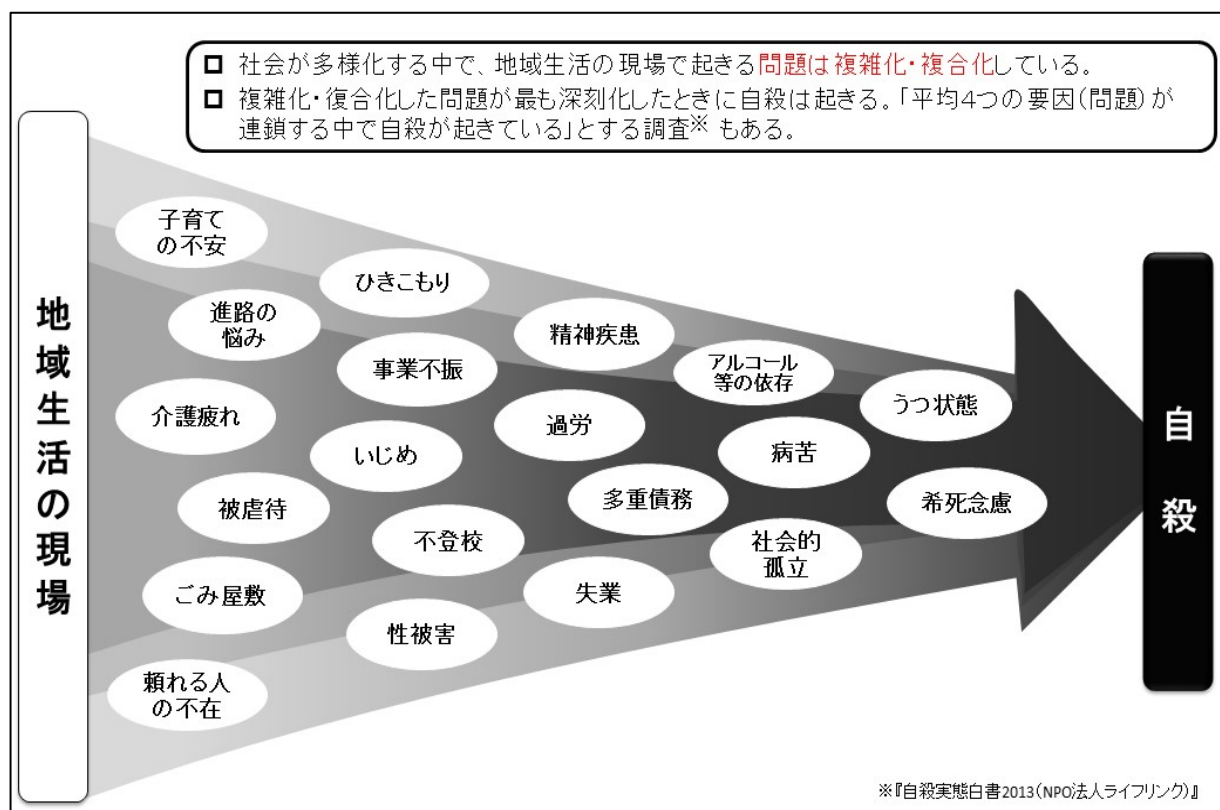 □ 社会が多様化する中で、地域生活の現場で起きる問題は複雑化・複合化している。
□ 複雑化・復合化した問題が最も深刻化したときに自殺は起きる。「平均4つの要因(問題)が
連鎖する中で自殺が起きている」とする調査※ もある。
地域生活の現場
子育て
の不安
ひきこもり
進路の
悩み
精神疾患
事業不振
アルコール
等の依存
うつ状態
介護疲れ
過労
いじめ
病苦
被虐待
多重債務
希死念慮
不登校
社会的
孤立
ごみ屋敷
失業
性被害
頼れる人
の不在
自殺
※『自殺実態白書2013(NPO法人ライフリンク)』